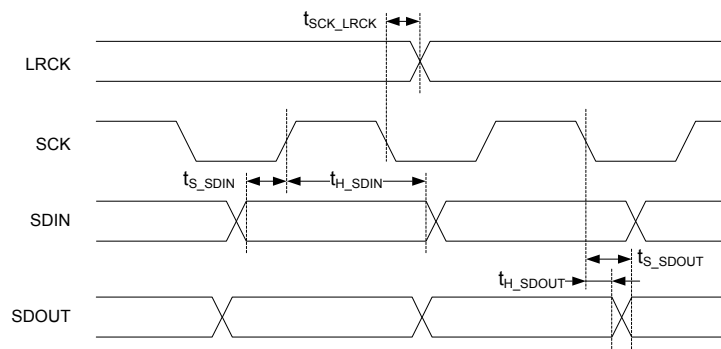 tSCK_LRCK
LRCK
SCK
tS_SDIN
tH_SDIN
SDIN
tS_SDOUT
tH_SDOUT
SDOUT